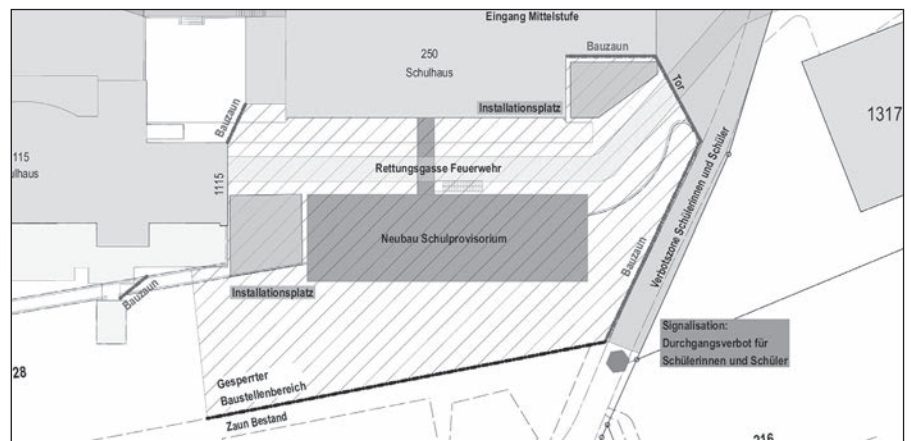 Eingang Mittelstufe
250
Schulhaus
Bauzaun
Tor
Installationsplatz
1317
Bauzaun
115
ulhaus
1115
Rettungsgasse Feuerwehr
Verbotszone Schülerinnen und Schüler
Neubau Schulprovisorium
Bauzaun
Bauzaun
Installationsplatz
Signalisation:
Durchgangsverbot für
Schülerinnen und Schüler
28
Gesperrter
Baustellenbereich
Zaun Bestand
216